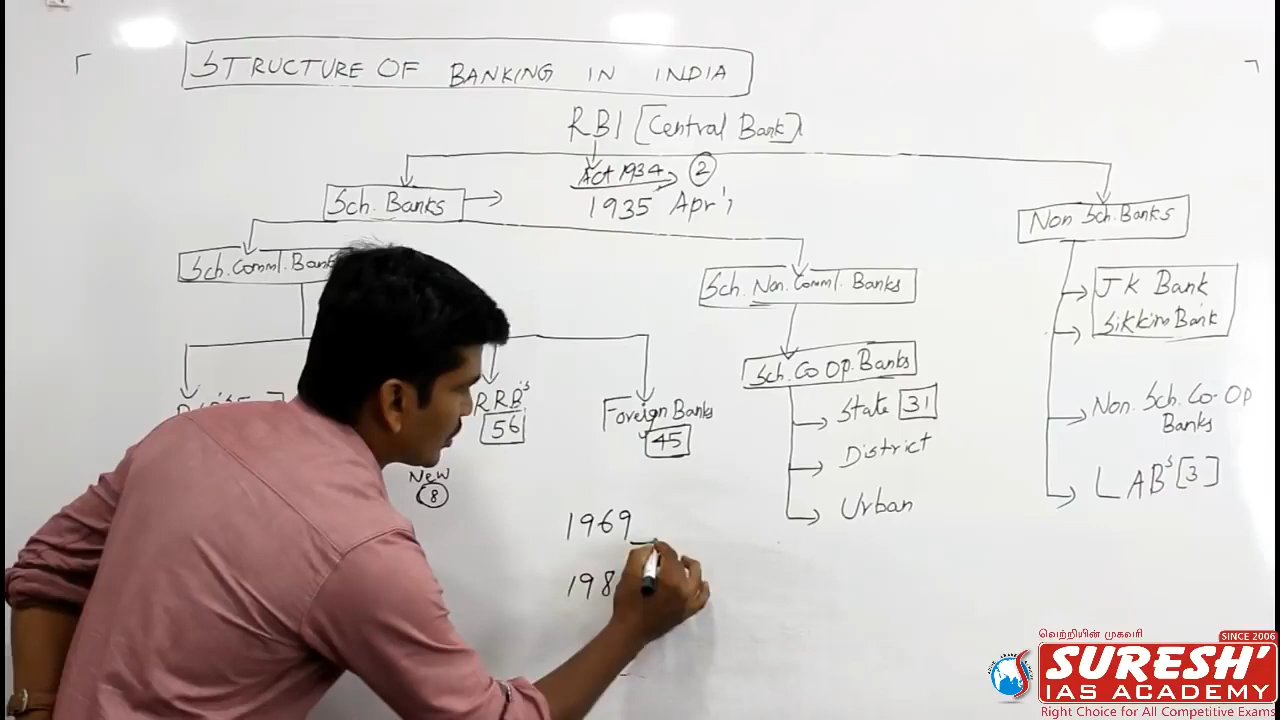 STRUCTURE OF BANKING IN INDIA
RBI [Central Bank]
Act 1934 2
1935 Apr'1
Sch. Banks
Non Sch. Banks
Sch. Comml. Bank
Sch. Non. Comml. Banks
JK Bank
Sikkim Bank
Sch. Co Op. Banks
RRB's
56
Foreign Banks
45
State 31
Non. Sch. Co-Op
Banks
District
New
8
LAB's [3]
Urban
1969
198
வெற்றியின் முகவரி
SINCE 2006
SURESH'
IAS ACADEMY
Right Choice for All Competitive Exams